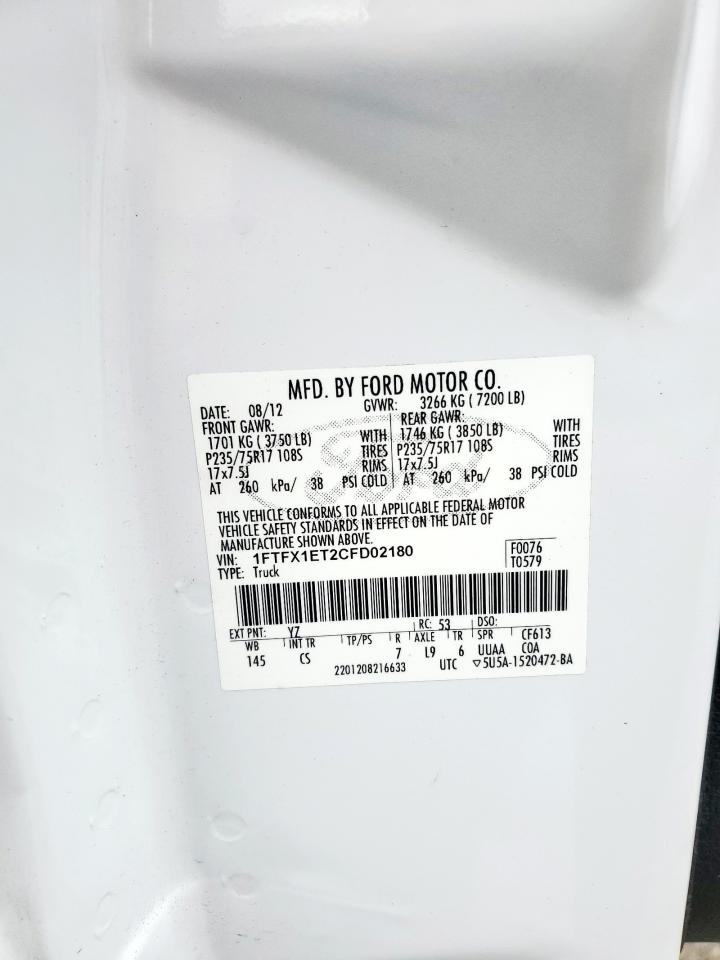 MFD. BY FORD MOTOR CO.
DATE: 08/12 GVWR: 3266 KG ( 7200 LB)
FRONT GAWR: REAR GAWR:
1701 KG ( 3750 LB) WITH 1746 KG ( 3850 LB) WITH
P235/75R17 108S TIRES P235/75R17 108S TIRES
17x7.5J RIMS 17x7.5J RIMS
AT 260 kPa/ 38 PSI COLD AT 260 kPa/ 38 PSI COLD
THIS VEHICLE CONFORMS TO ALL APPLICABLE FEDERAL MOTOR
VEHICLE SAFETY STANDARDS IN EFFECT ON THE DATE OF
MANUFACTURE SHOWN ABOVE.
VIN: 1FTFX1ET2CFD02180 F0076
TYPE: Truck T0579
EXT PNT: YZ RC: 53 DSO:
WB INT TR TP/PS R AXLE TR SPR CF613
145 CS 7 L9 6 UUAA COA
2201208216633 UTC ▽5U5A-1520472-BA
Ford